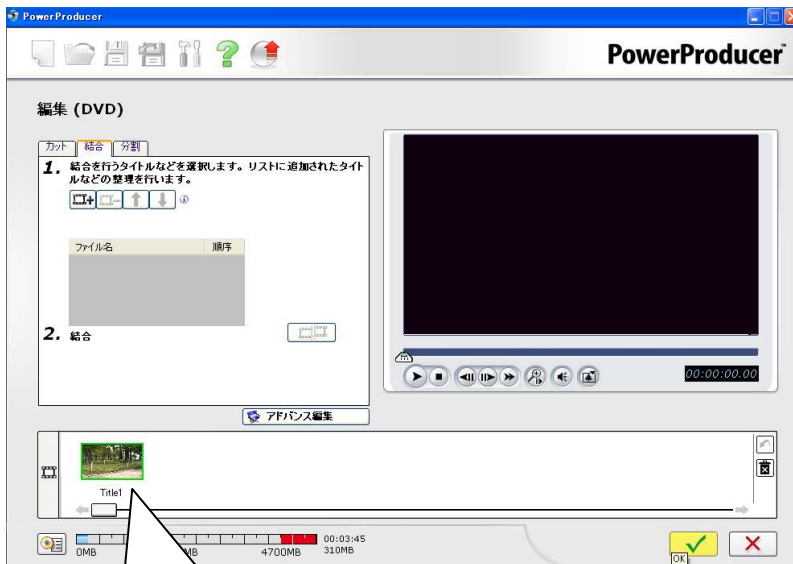 PowerProducer
PowerProducer
編集 (DVD)
カット 結合 分割
1. 結合を行うタイトルなどを選択します。リストに追加されたタイト
ルなどの整理を行います。
ファイル名 順序
2. 結合
00:00:00.00
アドバンス編集
Title1
00:03:45
0MB MB 4700MB 310MB
OK